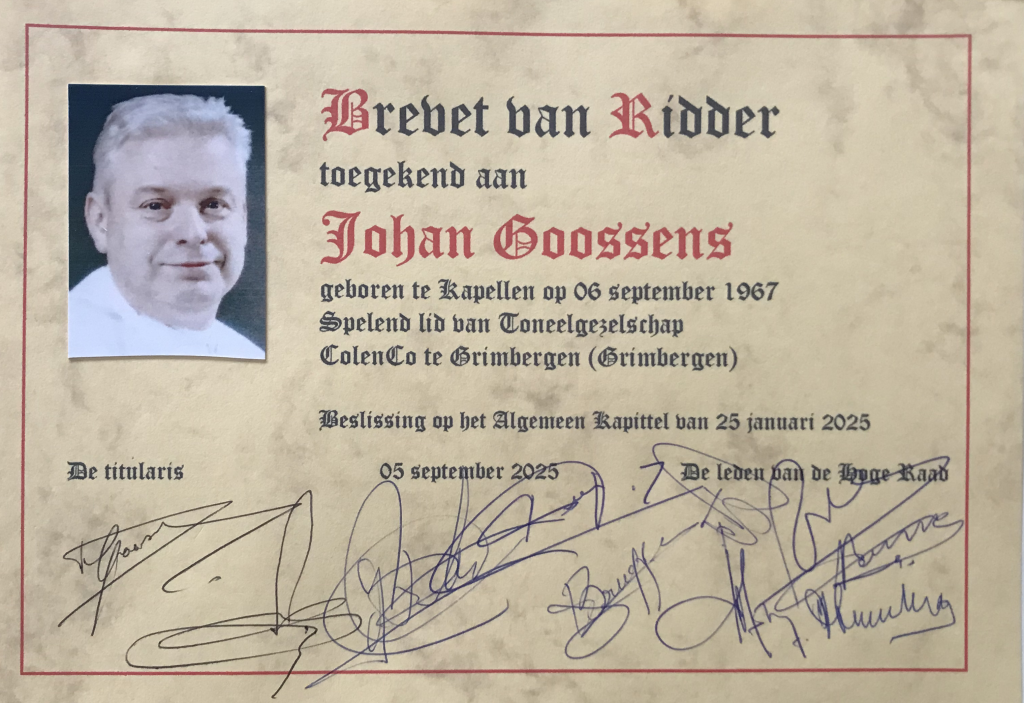 Brevet van Ridder
toegekend aan
Johan Goossens
geboren te Kapellen op 06 september 1967
Spelend lid van Toneelgezelschap
ColenCo te Grimbergen (Grimbergen)
Beslissing op het Algemeen Kapittel van 25 januari 2025
De titularis 05 september 2025 De leden van de Hoge Raad